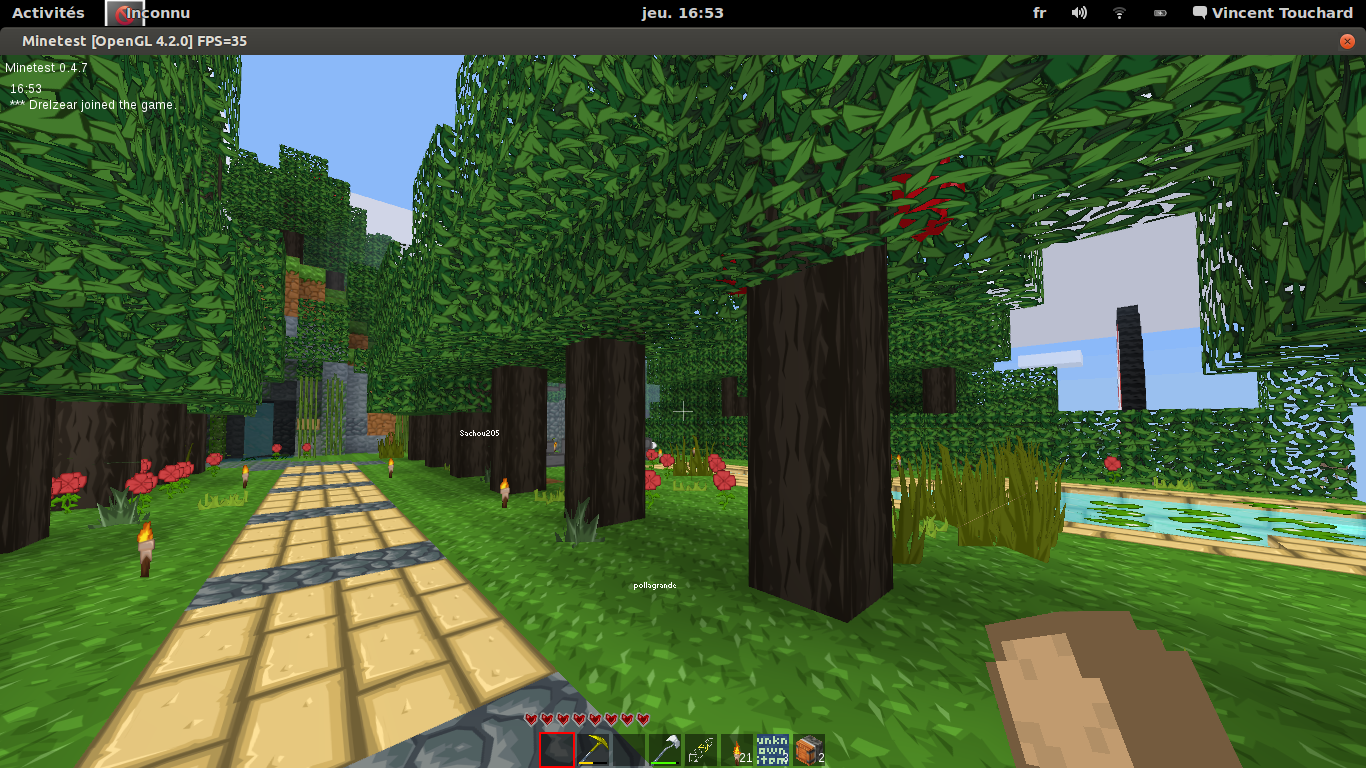 Activités
Inconnu
jeu. 16:53
fr
Vincent Touchard
Minetest [OpenGL 4.2.0] FPS=35
Minetest 0.4.7
16:53
*** Drelzear joined the game.
Sachou205
pollagrande
21
unkn
own
item
2